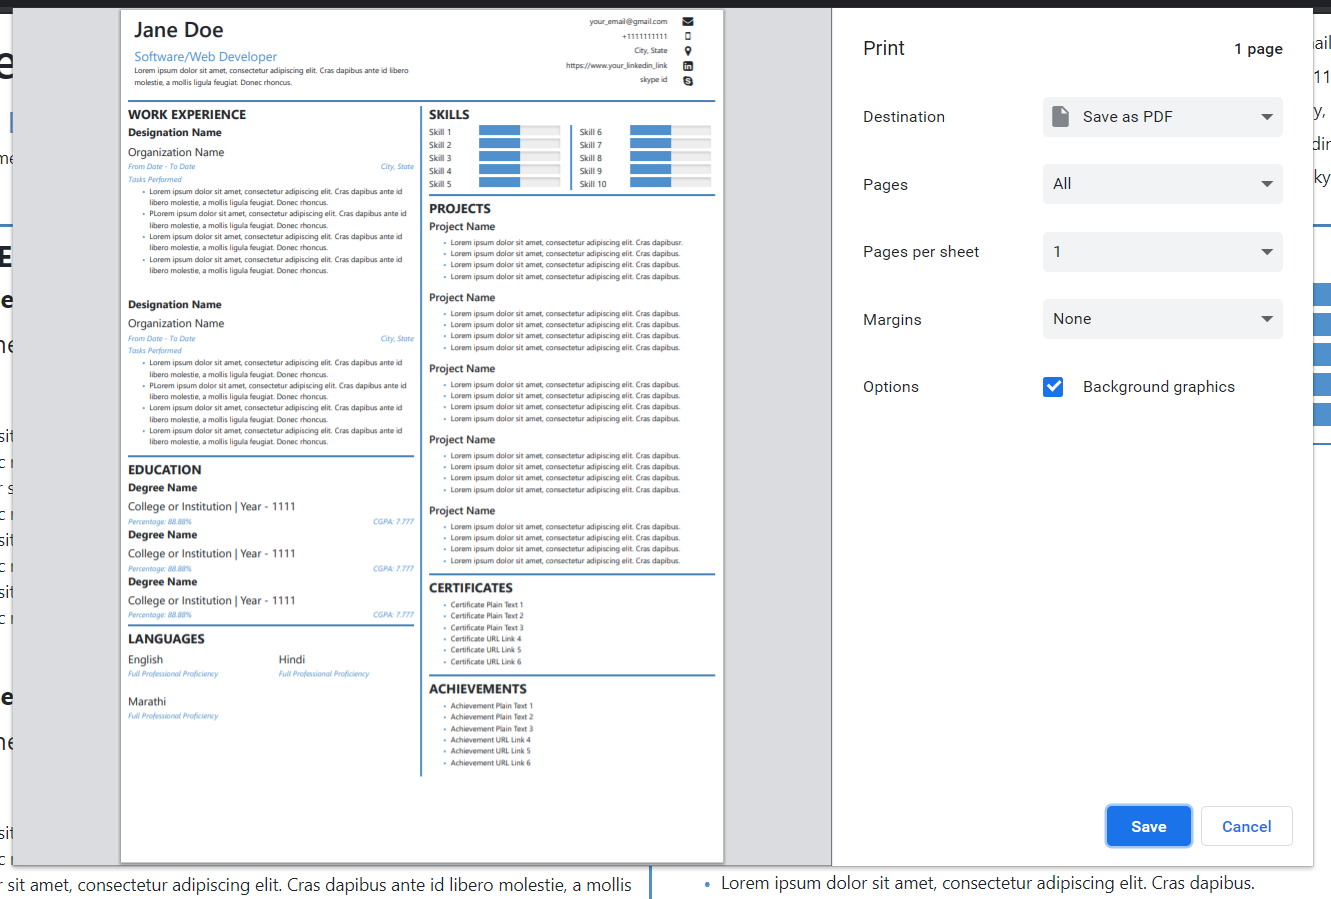 Jane Doe
Software/Web Developer
Lorem ipsum dolor sit amet, consectetur adipiscing elit. Cras dapibus ante id libero
molestie, a mollis ligula feugiat. Donec rhoncus.
your_email@gmail.com
+1111111111
City, State
https://www.your_linkedin_link
skype id
WORK EXPERIENCE
Designation Name
Organization Name
From Date - To Date City, State
Tasks Performed
• Lorem ipsum dolor sit amet, consectetur adipiscing elit. Cras dapibus ante id
libero molestie, a mollis ligula feugiat. Donec rhoncus.
• PLorem ipsum dolor sit amet, consectetur adipiscing elit. Cras dapibus ante id
libero molestie, a mollis ligula feugiat. Donec rhoncus.
• Lorem ipsum dolor sit amet, consectetur adipiscing elit. Cras dapibus ante id
libero molestie, a mollis ligula feugiat. Donec rhoncus.
• Lorem ipsum dolor sit amet, consectetur adipiscing elit. Cras dapibus ante id
libero molestie, a mollis ligula feugiat. Donec rhoncus.
Designation Name
Organization Name
From Date - To Date City, State
Tasks Performed
• Lorem ipsum dolor sit amet, consectetur adipiscing elit. Cras dapibus ante id
libero molestie, a mollis ligula feugiat. Donec rhoncus.
• PLorem ipsum dolor sit amet, consectetur adipiscing elit. Cras dapibus ante id
libero molestie, a mollis ligula feugiat. Donec rhoncus.
• Lorem ipsum dolor sit amet, consectetur adipiscing elit. Cras dapibus ante id
libero molestie, a mollis ligula feugiat. Donec rhoncus.
• Lorem ipsum dolor sit amet, consectetur adipiscing elit. Cras dapibus ante id
libero molestie, a mollis ligula feugiat. Donec rhoncus.
EDUCATION
Degree Name
College or Institution | Year - 1111
Percentage: 88.88% CGPA: 7.777
Degree Name
College or Institution | Year - 1111
Percentage: 88.88% CGPA: 7.777
Degree Name
College or Institution | Year - 1111
Percentage: 88.88% CGPA: 7.777
LANGUAGES
English Hindi
Full Professional Proficiency Full Professional Proficiency
Marathi
Full Professional Proficiency
SKILLS
Skill 1 Skill 6
Skill 2 Skill 7
Skill 3 Skill 8
Skill 4 Skill 9
Skill 5 Skill 10
PROJECTS
Project Name
• Lorem ipsum dolor sit amet, consectetur adipiscing elit. Cras dapibusr.
• Lorem ipsum dolor sit amet, consectetur adipiscing elit. Cras dapibus.
• Lorem ipsum dolor sit amet, consectetur adipiscing elit. Cras dapibus.
• Lorem ipsum dolor sit amet, consectetur adipiscing elit. Cras dapibus.
Project Name
• Lorem ipsum dolor sit amet, consectetur adipiscing elit. Cras dapibus.
• Lorem ipsum dolor sit amet, consectetur adipiscing elit. Cras dapibus.
• Lorem ipsum dolor sit amet, consectetur adipiscing elit. Cras dapibus.
• Lorem ipsum dolor sit amet, consectetur adipiscing elit. Cras dapibus.
Project Name
• Lorem ipsum dolor sit amet, consectetur adipiscing elit. Cras dapibus.
• Lorem ipsum dolor sit amet, consectetur adipiscing elit. Cras dapibus.
• Lorem ipsum dolor sit amet, consectetur adipiscing elit. Cras dapibus.
• Lorem ipsum dolor sit amet, consectetur adipiscing elit. Cras dapibus.
Project Name
• Lorem ipsum dolor sit amet, consectetur adipiscing elit. Cras dapibus.
• Lorem ipsum dolor sit amet, consectetur adipiscing elit. Cras dapibus.
• Lorem ipsum dolor sit amet, consectetur adipiscing elit. Cras dapibus.
• Lorem ipsum dolor sit amet, consectetur adipiscing elit. Cras dapibus.
Project Name
• Lorem ipsum dolor sit amet, consectetur adipiscing elit. Cras dapibus.
• Lorem ipsum dolor sit amet, consectetur adipiscing elit. Cras dapibus.
• Lorem ipsum dolor sit amet, consectetur adipiscing elit. Cras dapibus.
• Lorem ipsum dolor sit amet, consectetur adipiscing elit. Cras dapibus.
CERTIFICATES
• Certificate Plain Text 1
• Certificate Plain Text 2
• Certificate Plain Text 3
• Certificate URL Link 4
• Certificate URL Link 5
• Certificate URL Link 6
ACHIEVEMENTS
• Achievement Plain Text 1
• Achievement Plain Text 2
• Achievement Plain Text 3
• Achievement URL Link 4
• Achievement URL Link 5
• Achievement URL Link 6
Print 1 page
Destination Save as PDF
Pages All
Pages per sheet 1
Margins None
Options Background graphics
Save Cancel
sit amet, consectetur adipiscing elit. Cras dapibus ante id libero molestie, a mollis
• Lorem ipsum dolor sit amet, consectetur adipiscing elit. Cras dapibus.